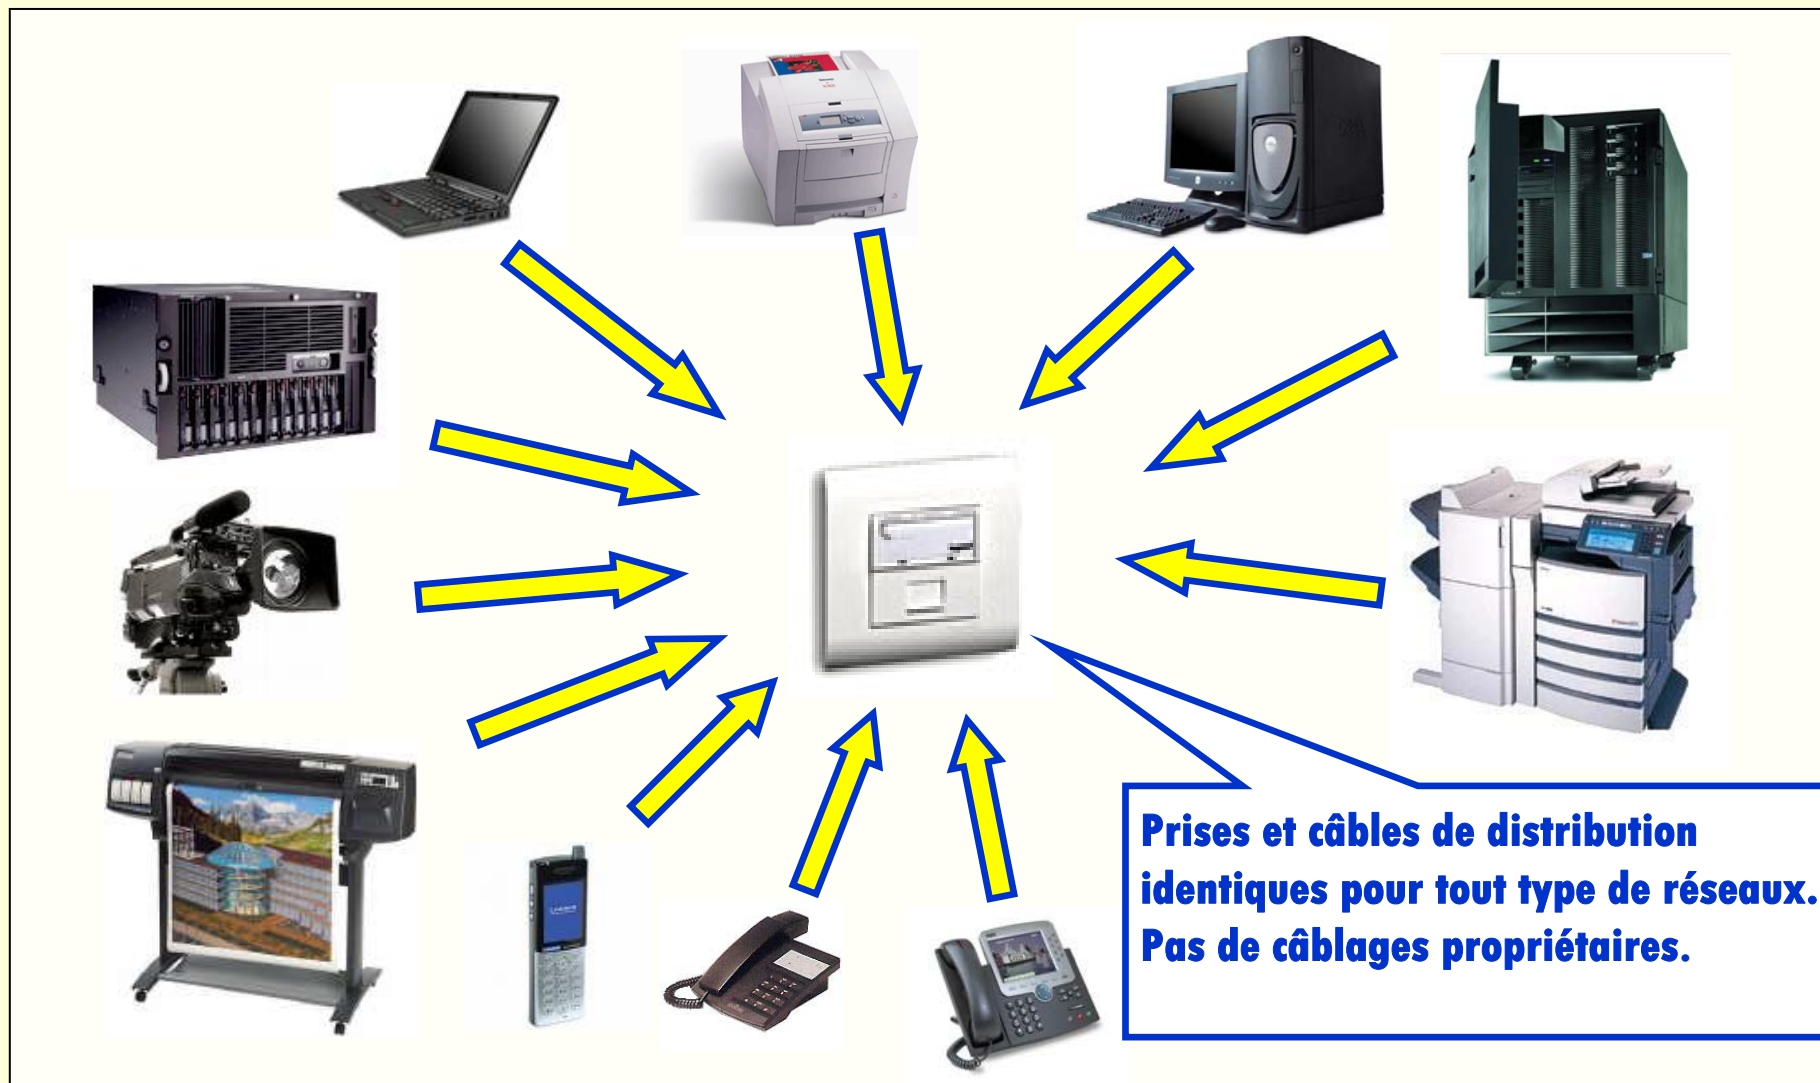 Prises et câbles de distribution
identiques pour tout type de réseaux.
Pas de câblages propriétaires.